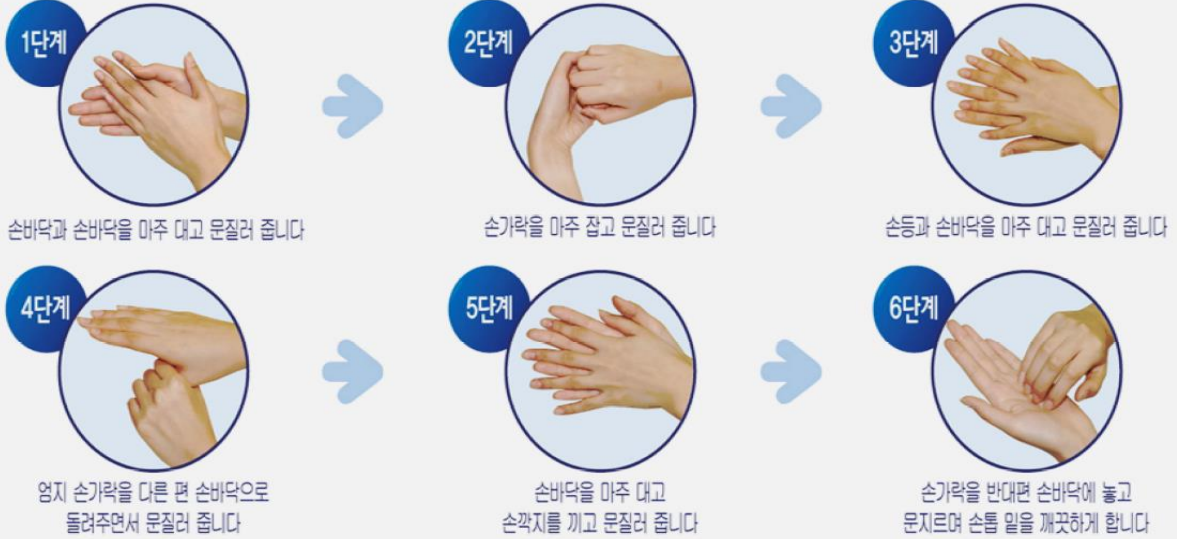 1단계
손바닥과 손바닥을 마주 대고 문질러 줍니다
2단계
손가락을 마주 잡고 문질러 줍니다
3단계
손등과 손바닥을 마주 대고 문질러 줍니다
4단계
엄지 손가락을 다른 편 손바닥으로
돌려주면서 문질러 줍니다
5단계
손바닥을 마주 대고
손깍지를 끼고 문질러 줍니다
6단계
손가락을 반대편 손바닥에 놓고
문지르며 손톱 밑을 깨끗하게 합니다